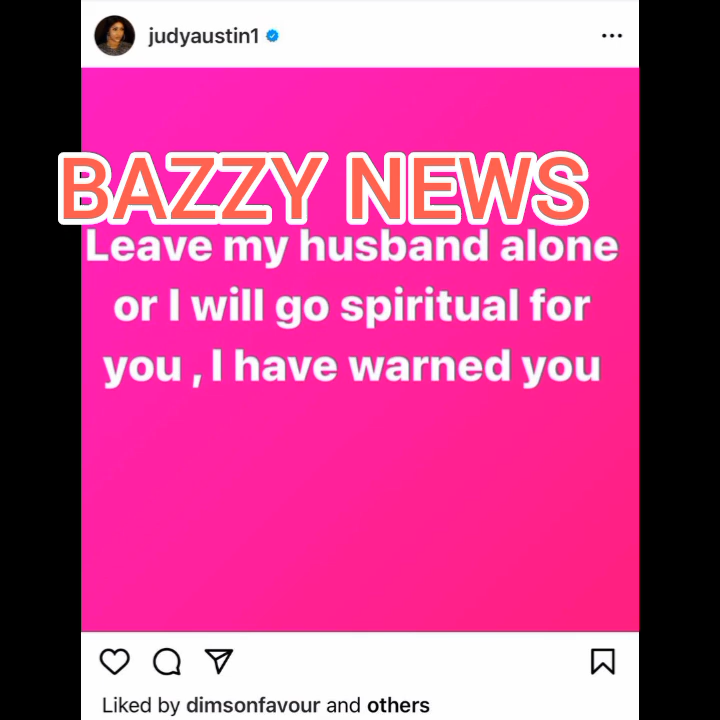 judyaustin1
BAZZY NEWS
Leave my husband alone
or I will go spiritual for
you , I have warned you
Liked by dimsonfavour and others